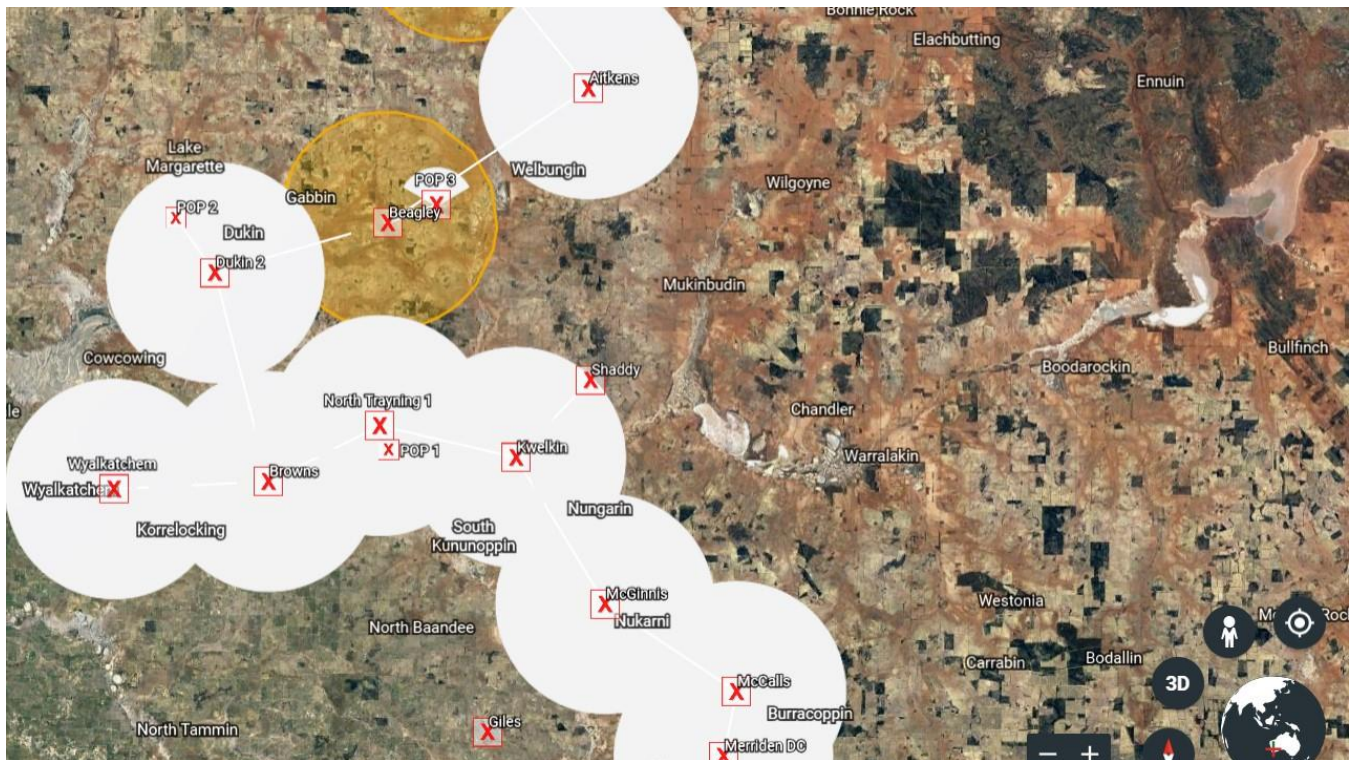 Bonnie Rock
Elachbutting
Aitkens
X
Ennuin
Lake
Margarette
Welbungin
POP 3
X
Wilgoyne
Gabbin
POP 2
X
Beagley
X
Dukin
Dukin 2
X
Mukinbudin
Cowcowing
Shaddy
X
Boodarockin
Bullfinch
North Trayning 1
X
Chandler
POP 1
X
Kwelkin
X
Warralakin
Wyalkatchem
X
Browns
X
Korrelocking
Nungarin
South
Kununoppin
McGinnis
X
Nukarni
Westonia
North Baandee
Carrabin
Bodallin
McCalls
X
3D
Burracoppin
Giles
X
North Tammin
Merriden DC
X